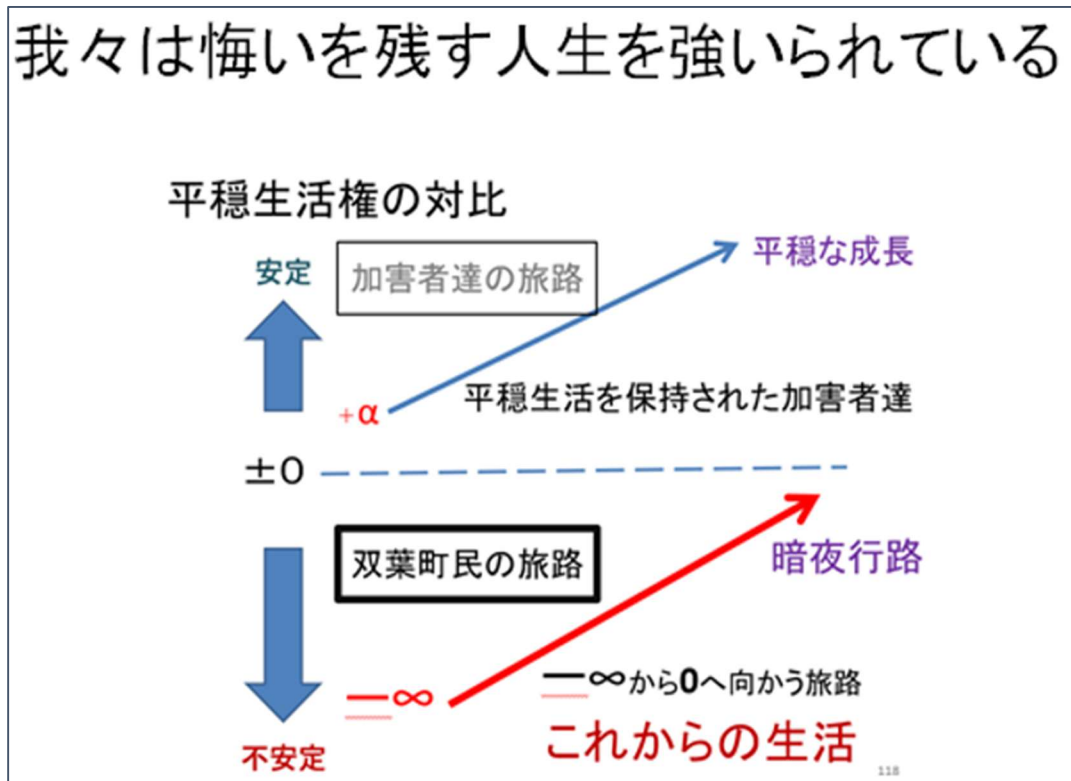 我々は悔いを残す人生を強いられている
平穏生活権の対比
安定
加害者達の旅路
平穏な成長
+α
平穏生活を保持された加害者達
±0
双葉町民の旅路
暗夜行路
―∞
―∞から0へ向かう旅路
これからの生活
不安定
118